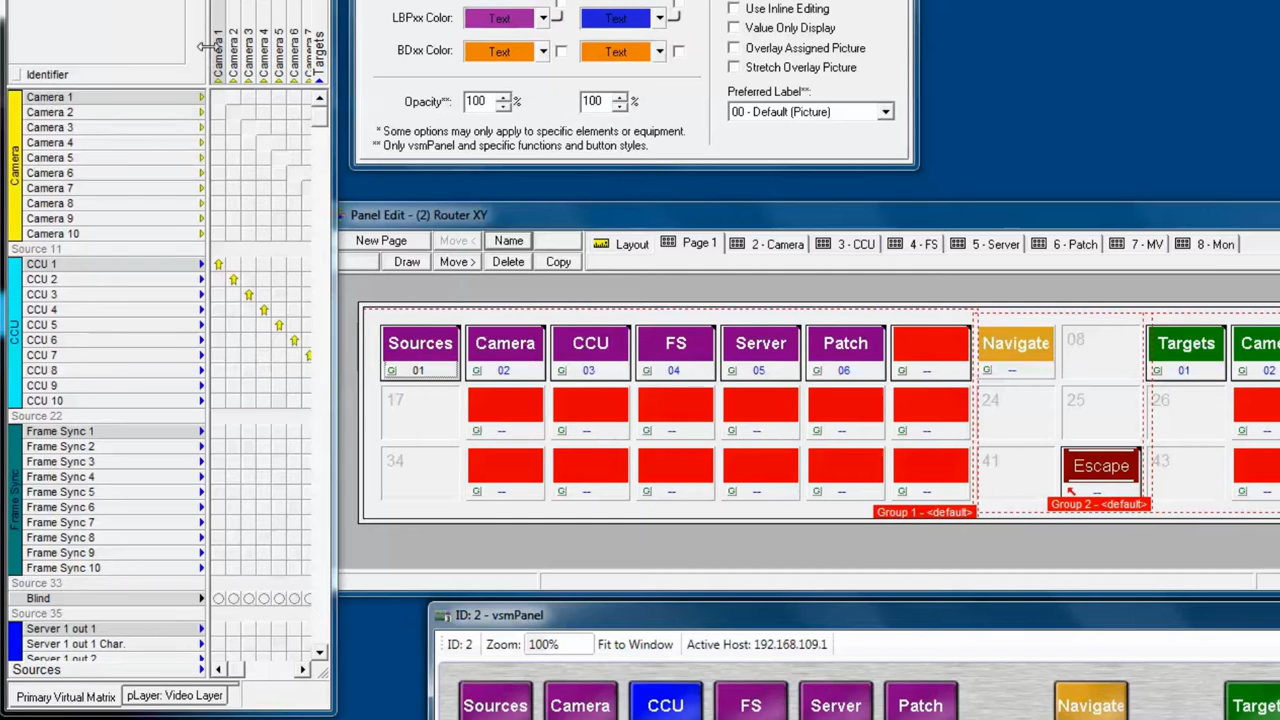 Camera 1
Camera 2
Camera 3
Camera 4
Camera 5
Camera 6
Targets
Identifier
Camera 1
Camera 2
Camera 3
Camera 4
Camera 5
Camera 6
Camera 7
Camera 8
Camera 9
Camera 10
Camera
Source 11
CCU 1
CCU 2
CCU 3
CCU 4
CCU 5
CCU 6
CCU 7
CCU 8
CCU 9
CCU 10
CCU
Source 22
Frame Sync 1
Frame Sync 2
Frame Sync 3
Frame Sync 4
Frame Sync 5
Frame Sync 6
Frame Sync 7
Frame Sync 8
Frame Sync 9
Frame Sync 10
Frame Sync
Source 33
Blind
Source 35
Server 1 out 1
Server 1 out 1 Char.
Server 1 out 2
Sources
Primary Virtual Matrix
pLayer: Video Layer
LBPxx Color: Text Text
BDxx Color: Text Text
Opacity**: 100 % 100 %
* Some options may only apply to specific elements or equipment.
** Only vsmPanel and specific functions and button styles.
Use Inline Editing
Value Only Display
Overlay Assigned Picture
Stretch Overlay Picture
Preferred Label**:
00 - Default (Picture)
Panel Edit - (2) Router XY
New Page Move < Name
Draw Move > Delete Copy
Layout Page 1 2 - Camera 3 - CCU 4 - FS 5 - Server 6 - Patch 7 - MV 8 - Mon
Sources Camera CCU FS Server Patch Navigate 08 Targets
G 01 G 02 G 03 G 04 G 05 G 06 G -- G -- G 01 G 02
17 24 25 26
G -- G -- G -- G -- G -- G -- G --
34 41 Escape 43
G -- G -- G -- G -- G -- G -- -- G --
Group 1 - <default>
Group 2 - <default>
ID: 2 - vsmPanel
ID: 2 Zoom: 100% Fit to Window Active Host: 192.168.109.1
Sources Camera CCU FS Server Patch Navigate